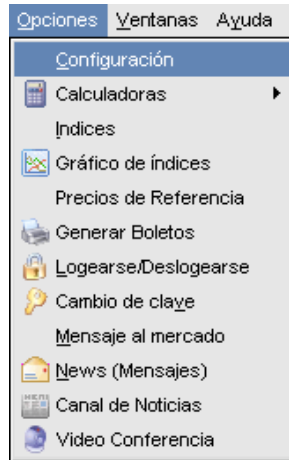 Opciones Ventanas Ayuda
Configuración
Calculadoras
Indices
Gráfico de índices
Precios de Referencia
Generar Boletos
Logearse/Deslogearse
Cambio de clave
Mensaje al mercado
News (Mensajes)
Canal de Noticias
Video Conferencia